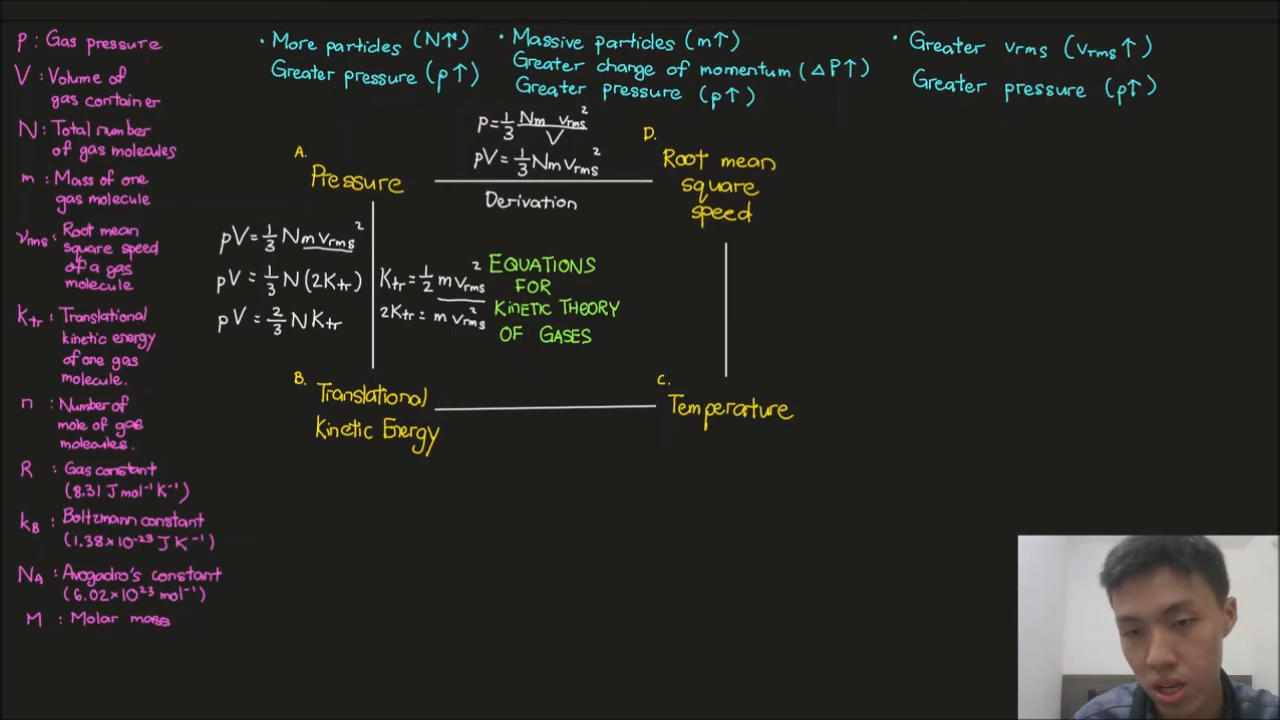 p : Gas pressure
V : Volume of
gas container
N : Total number
of gas molecules
m : Mass of one
gas molecule
vrms : Root mean
square speed
of a gas
molecule
Ktr : Translational
kinetic energy
of one gas
molecule.
n : Number of
mole of gas
molecules.
R : Gas constant
(8.31 J mol⁻¹ K⁻¹)
kB : Boltzmann constant
(1.38×10⁻²³ J K⁻¹)
NA : Avogadro's constant
(6.02×10²³ mol⁻¹)
M : Molar mass
• More particles (N↑)
Greater pressure (p↑)
• Massive particles (m↑)
Greater change of momentum (ΔP↑)
Greater pressure (p↑)
• Greater vrms (vrms↑)
Greater pressure (p↑)
p = 1/3 Nm vrms²/V
pV = 1/3 Nm vrms²
Derivation
A.
Pressure
D.
Root mean
square
speed
pV = 1/3 Nm vrms²
pV = 1/3 N(2Ktr)
pV = 2/3 N Ktr
Ktr = 1/2 m vrms²
2Ktr = m vrms²
EQUATIONS
FOR
KINETIC THEORY
OF GASES
B.
Translational
Kinetic Energy
C.
Temperature